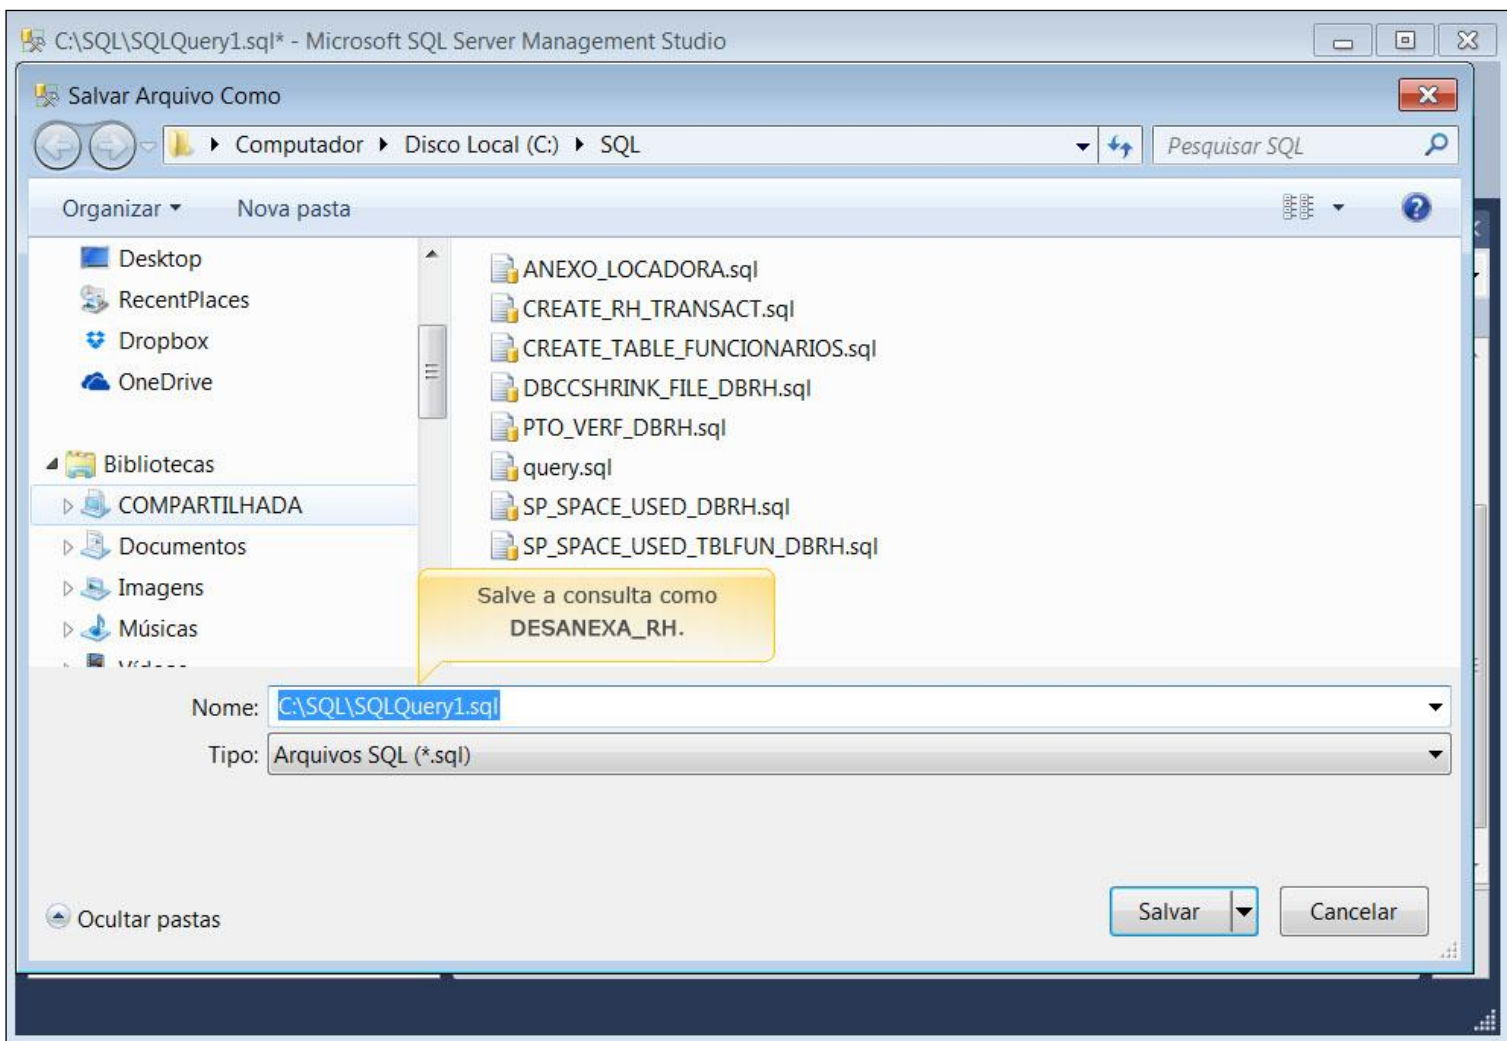 C:\SQL\SQLQuery1.sql* - Microsoft SQL Server Management Studio
Salvar Arquivo Como
Computador Disco Local (C:) SQL
Pesquisar SQL
Organizar
Nova pasta
Desktop
RecentPlaces
Dropbox
OneDrive
Bibliotecas
COMPARTILHADA
Documentos
Imagens
Músicas
Vídeos
ANEXO_LOCADORA.sql
CREATE_RH_TRANSACT.sql
CREATE_TABLE_FUNCIONARIOS.sql
DBCCSHRINK_FILE_DBRH.sql
PTO_VERF_DBRH.sql
query.sql
SP_SPACE_USED_DBRH.sql
SP_SPACE_USED_TBLFUN_DBRH.sql
Salve a consulta como
DESANEXA_RH.
Nome: C:\SQL\SQLQuery1.sql
Tipo: Arquivos SQL (*.sql)
Ocultar pastas
Salvar
Cancelar